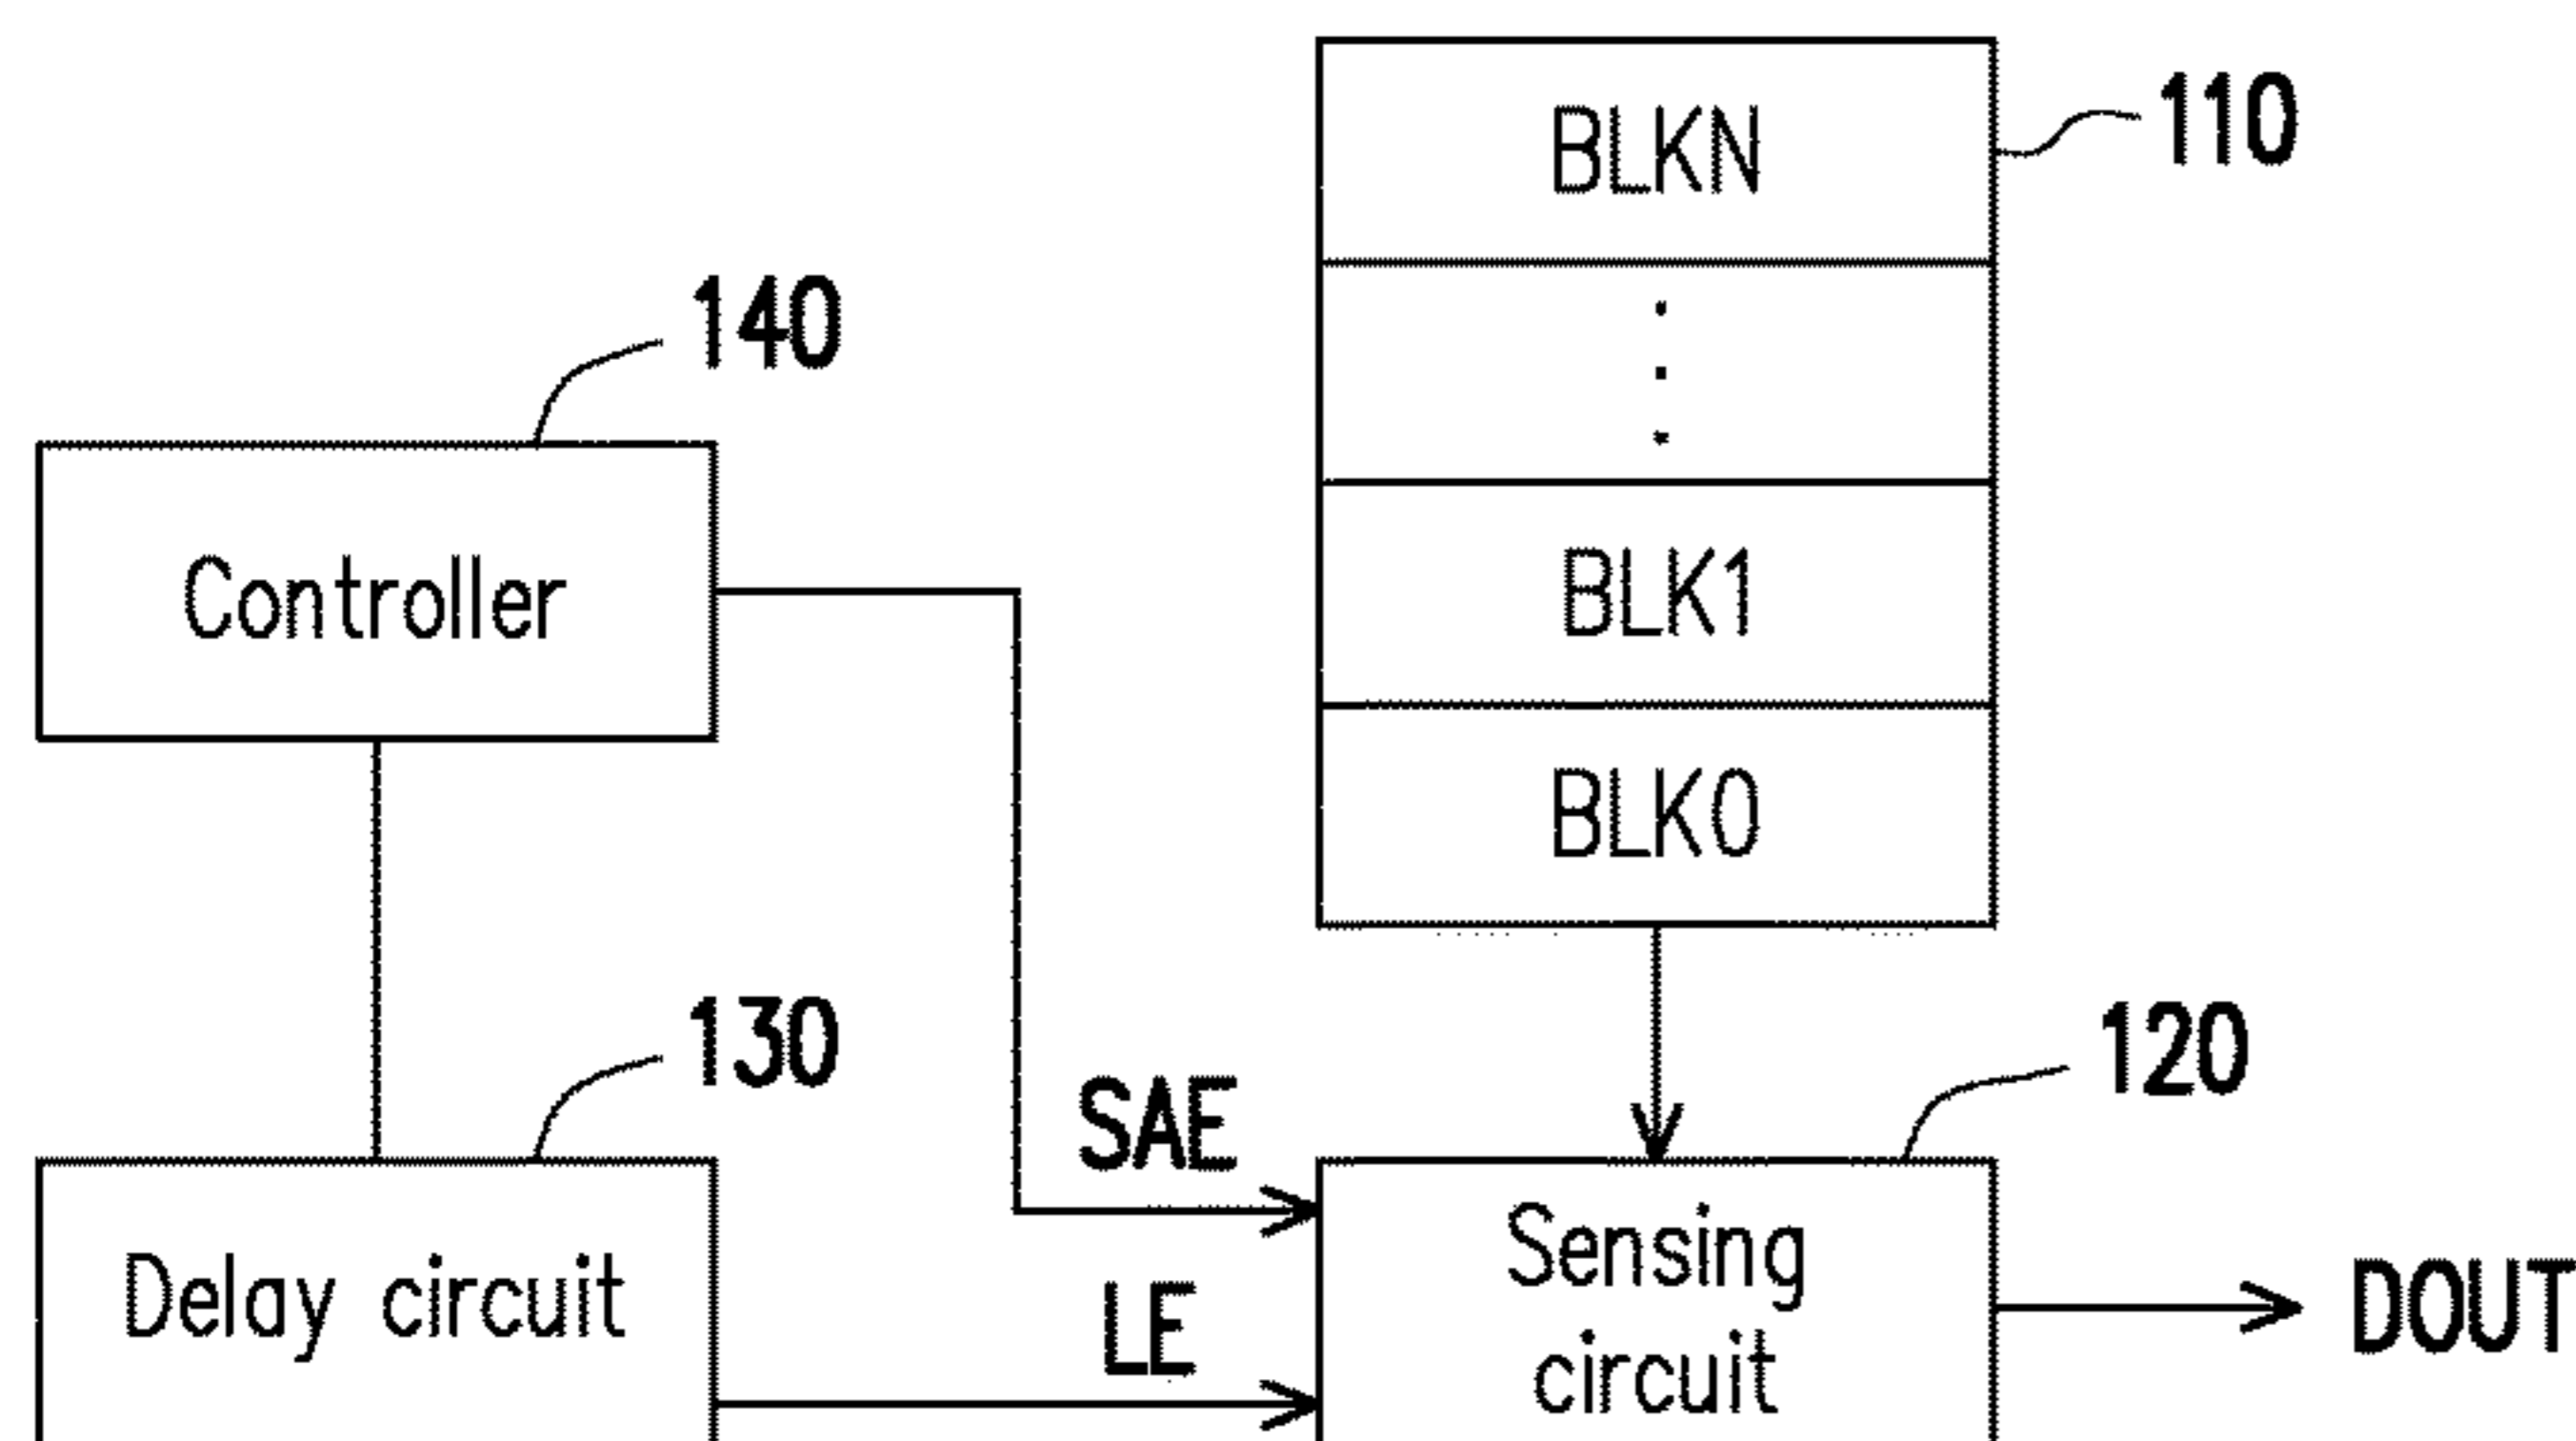 BLKN
110
140
Controller
BLK1
BLK0
130
120
SAE
Delay circuit
LE
Sensing
circuit
DOUT